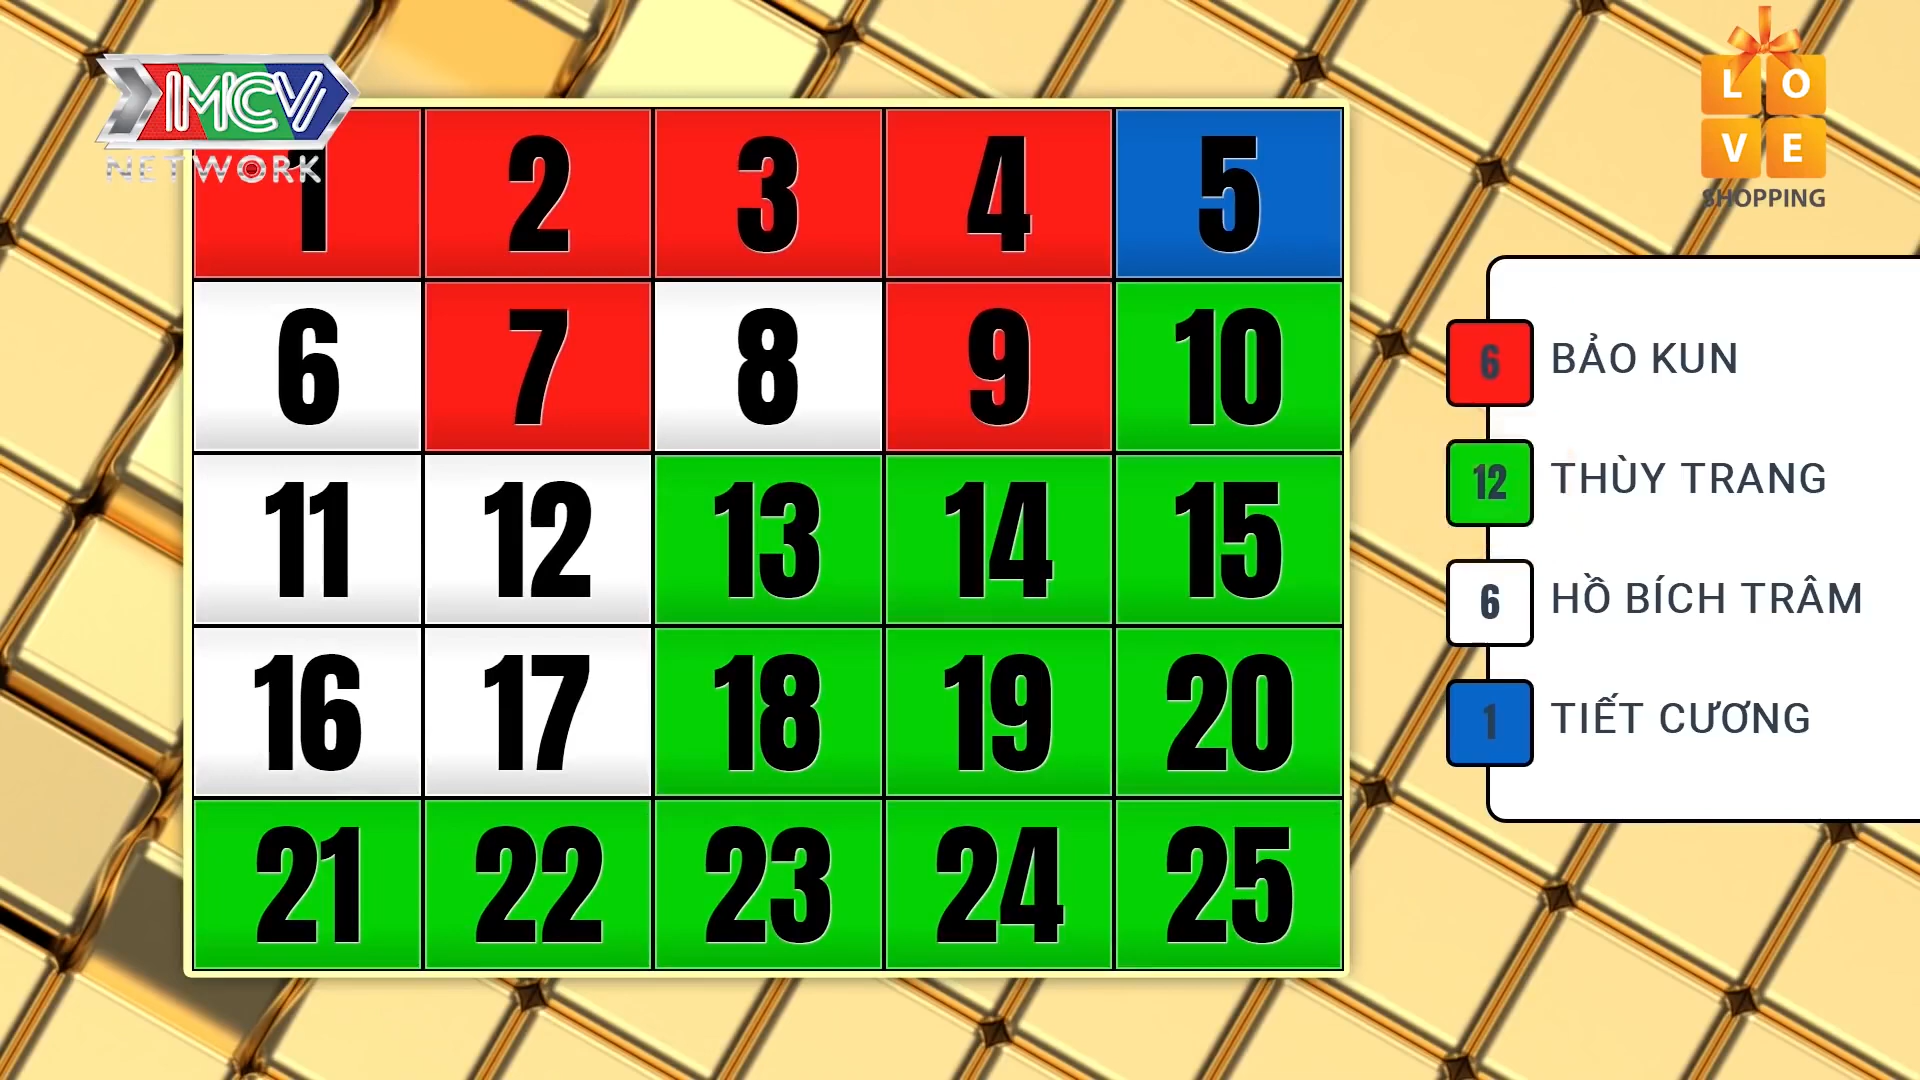 MCV
NETWORK
LOVE
SHOPPING
1 2 3 4 5
6 7 8 9 10
11 12 13 14 15
16 17 18 19 20
21 22 23 24 25
6 BẢO KUN
12 THÙY TRANG
6 HỒ BÍCH TRÂM
1 TIẾT CƯƠNG